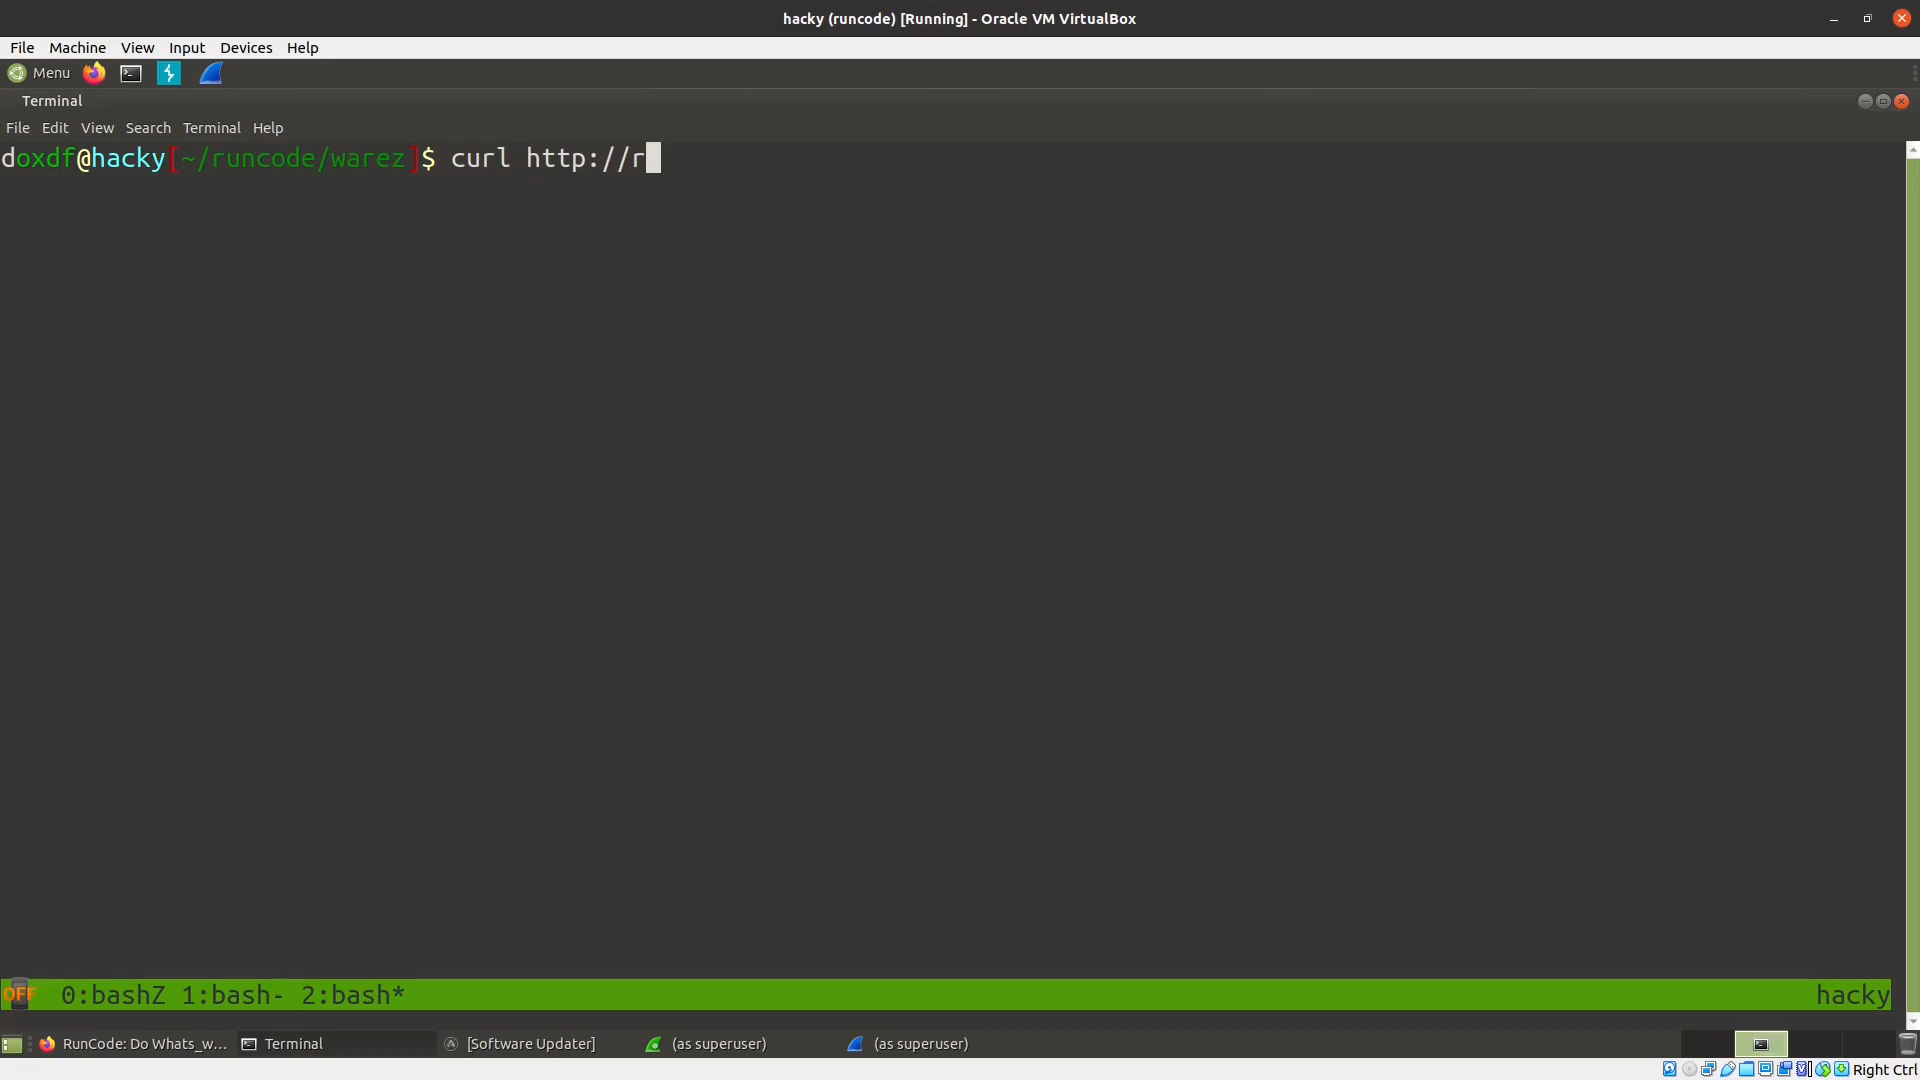 hacky (runcode) [Running] - Oracle VM VirtualBox
File Machine View Input Devices Help
Menu
Terminal
File Edit View Search Terminal Help
doxdf@hacky[~/runcode/warez]$ curl http://r
OFF 0:bashZ 1:bash- 2:bash* hacky
RunCode: Do Whats_w... Terminal [Software Updater] (as superuser) (as superuser)
Right Ctrl